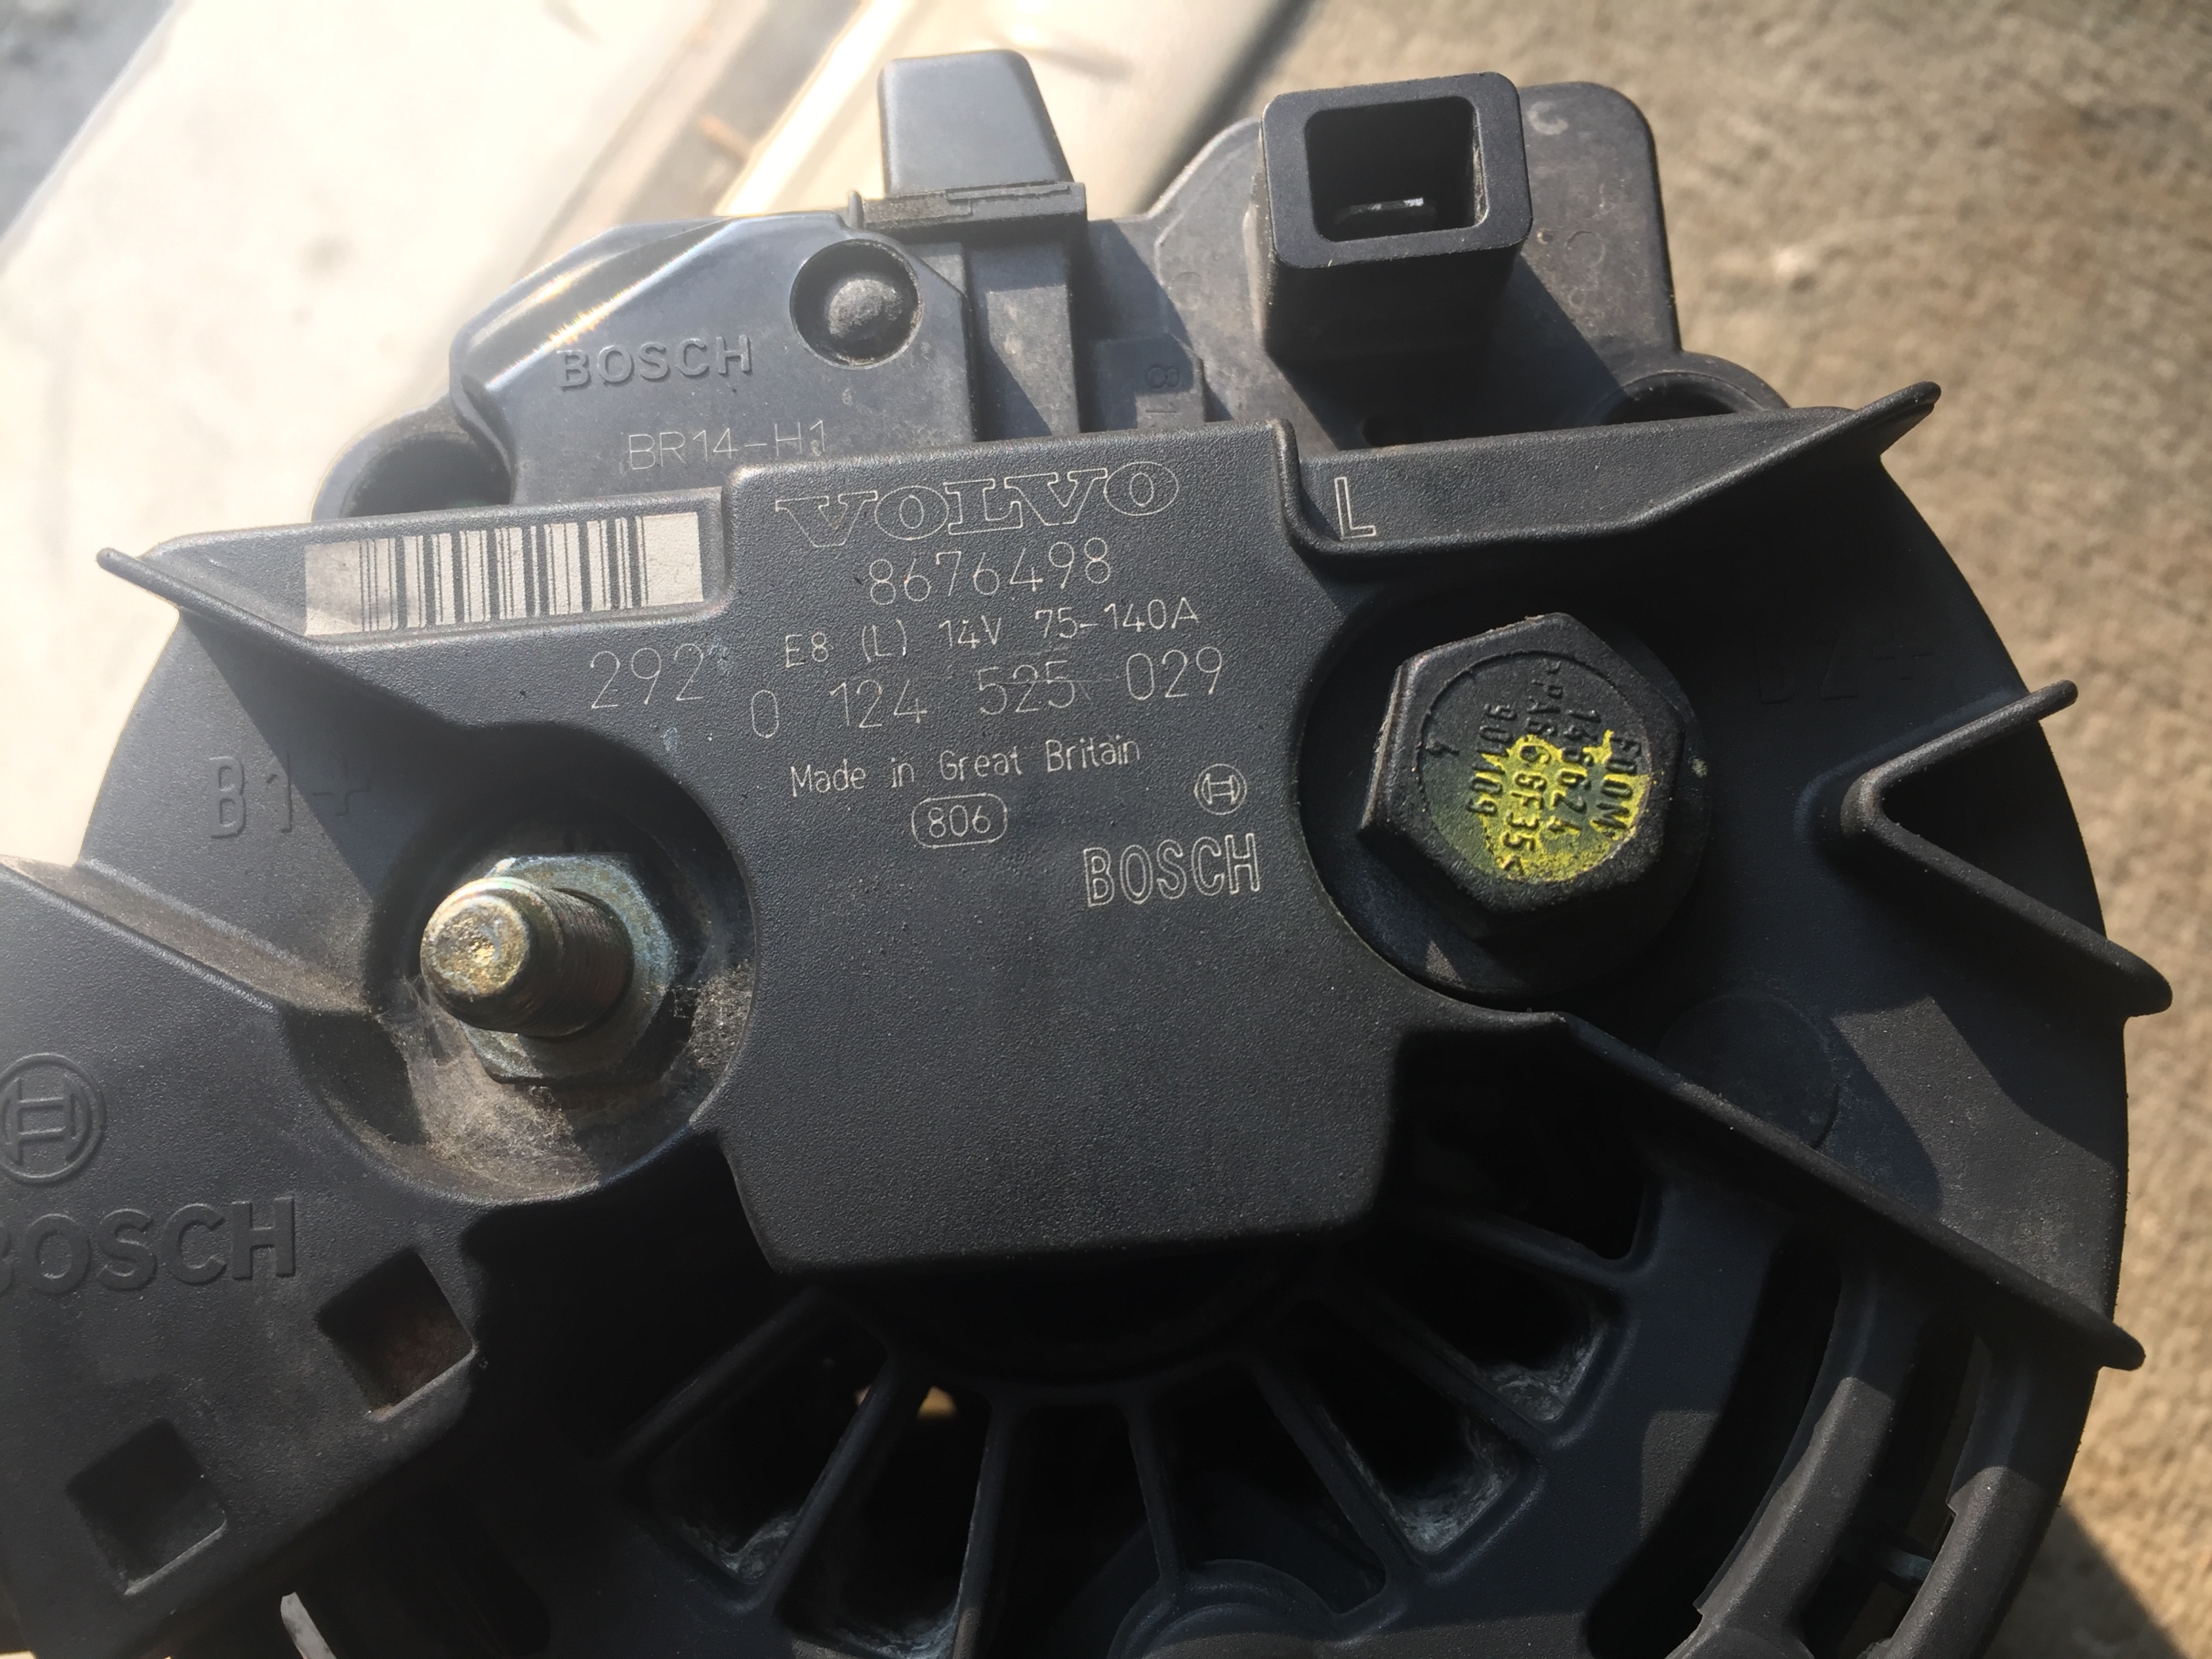 BOSCH
BR14-H1
VOLVO
L
8676498
E8 (L) 14V 75-140A
292
0 124 525 029
Made in Great Britain
806
BOSCH
B1+
B2+
BOSCH